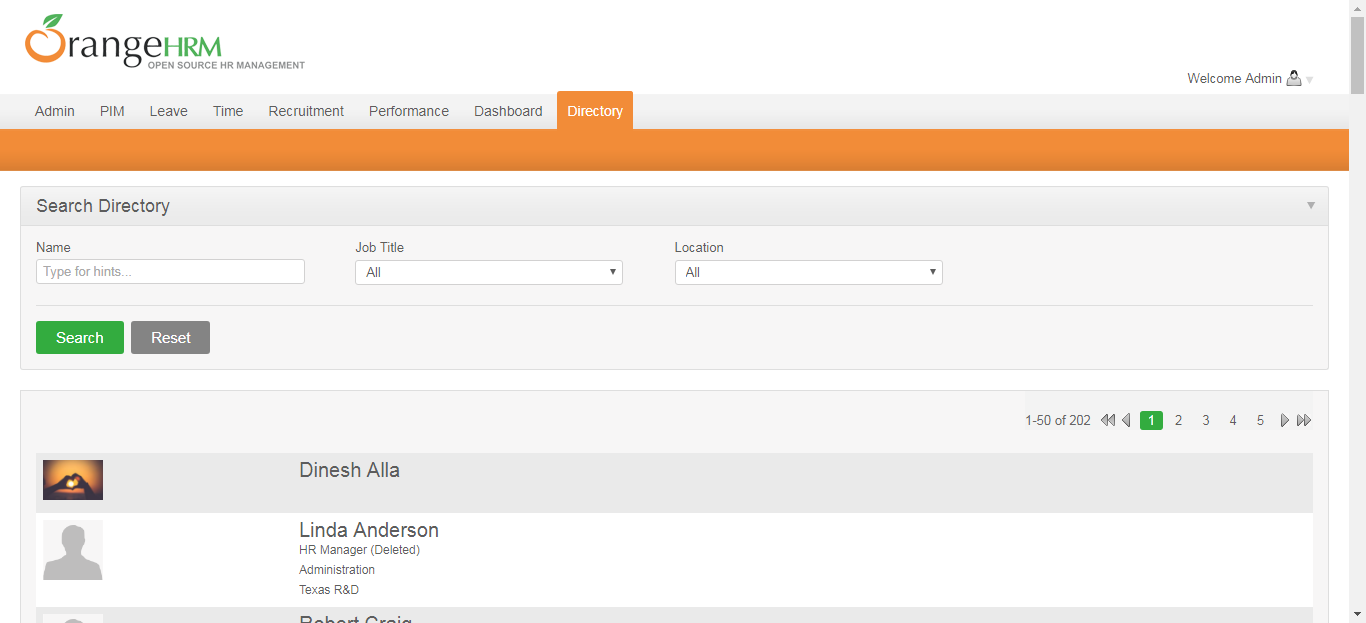 OrangeHRM
OPEN SOURCE HR MANAGEMENT
Welcome Admin
Admin PIM Leave Time Recruitment Performance Dashboard Directory
Search Directory
Name Job Title Location
Type for hints... All All
Search Reset
1-50 of 202 1 2 3 4 5
Dinesh Alla
Linda Anderson
HR Manager (Deleted)
Administration
Texas R&D
Robert Craig